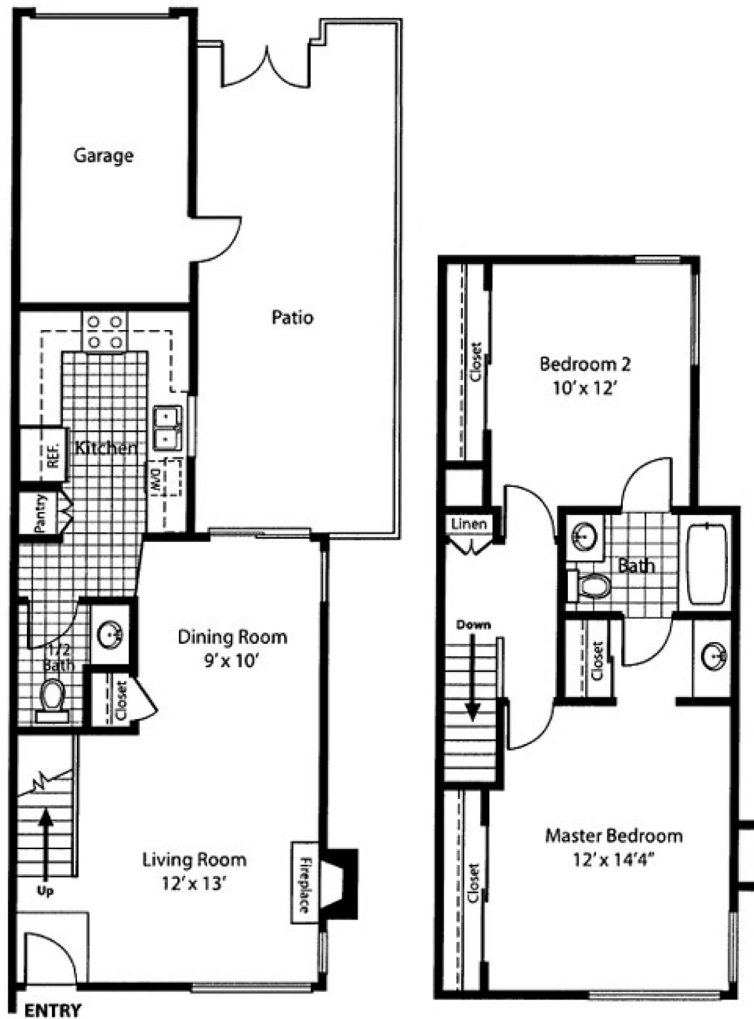 Garage
Patio
Kitchen
REF.
D/W
Pantry
Dining Room
9' x 10'
1/2
Bath
Closet
Living Room
12' x 13'
Fireplace
Up
ENTRY
Closet
Bedroom 2
10' x 12'
Linen
Bath
Down
Closet
Master Bedroom
12' x 14'4"
Closet